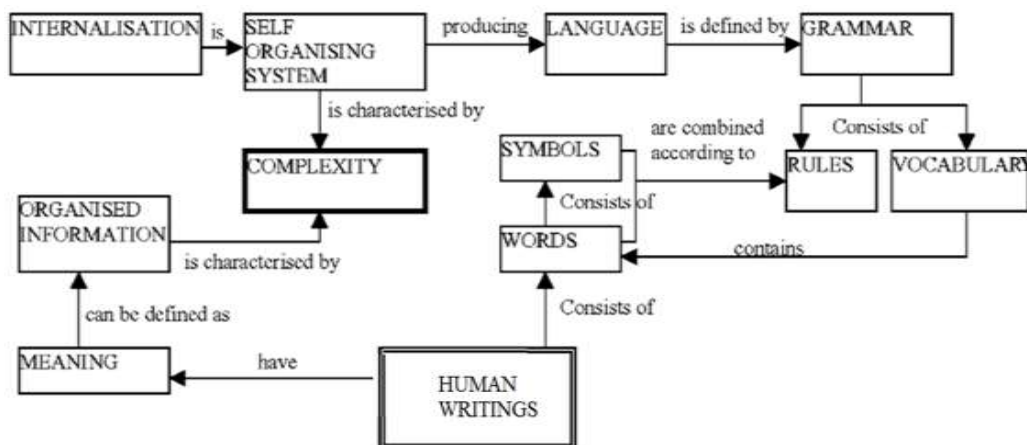 INTERNALISATION
is
SELF
ORGANISING
SYSTEM
producing
LANGUAGE
is defined by
GRAMMAR
is characterised by
Consists of
are combined
according to
SYMBOLS
RULES
VOCABULARY
COMPLEXITY
Consists of
ORGANISED
INFORMATION
is characterised by
WORDS
contains
can be defined as
Consists of
MEANING
have
HUMAN
WRITINGS